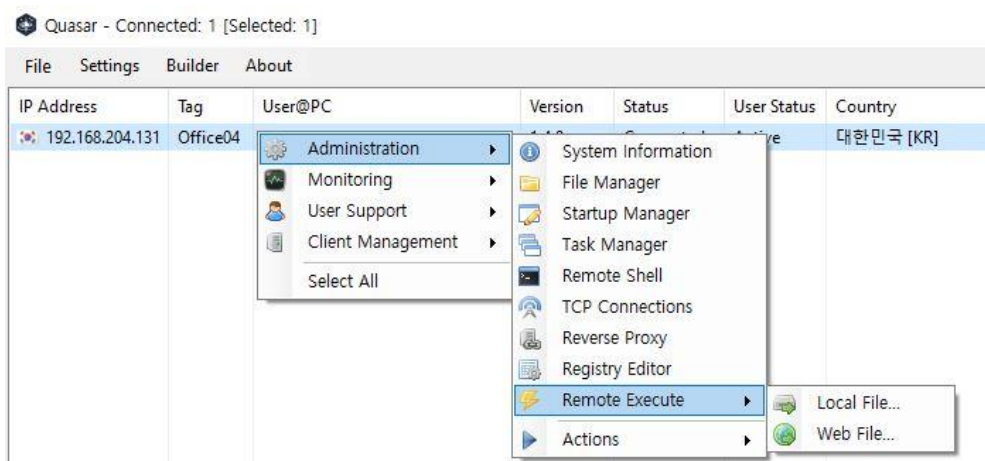 Quasar - Connected: 1 [Selected: 1]
File Settings Builder About
IP Address Tag User@PC Version Status User Status Country
192.168.204.131 Office04 대한민국 [KR]
Administration
Monitoring
User Support
Client Management
Select All
System Information
File Manager
Startup Manager
Task Manager
Remote Shell
TCP Connections
Reverse Proxy
Registry Editor
Remote Execute
Actions
Local File...
Web File...